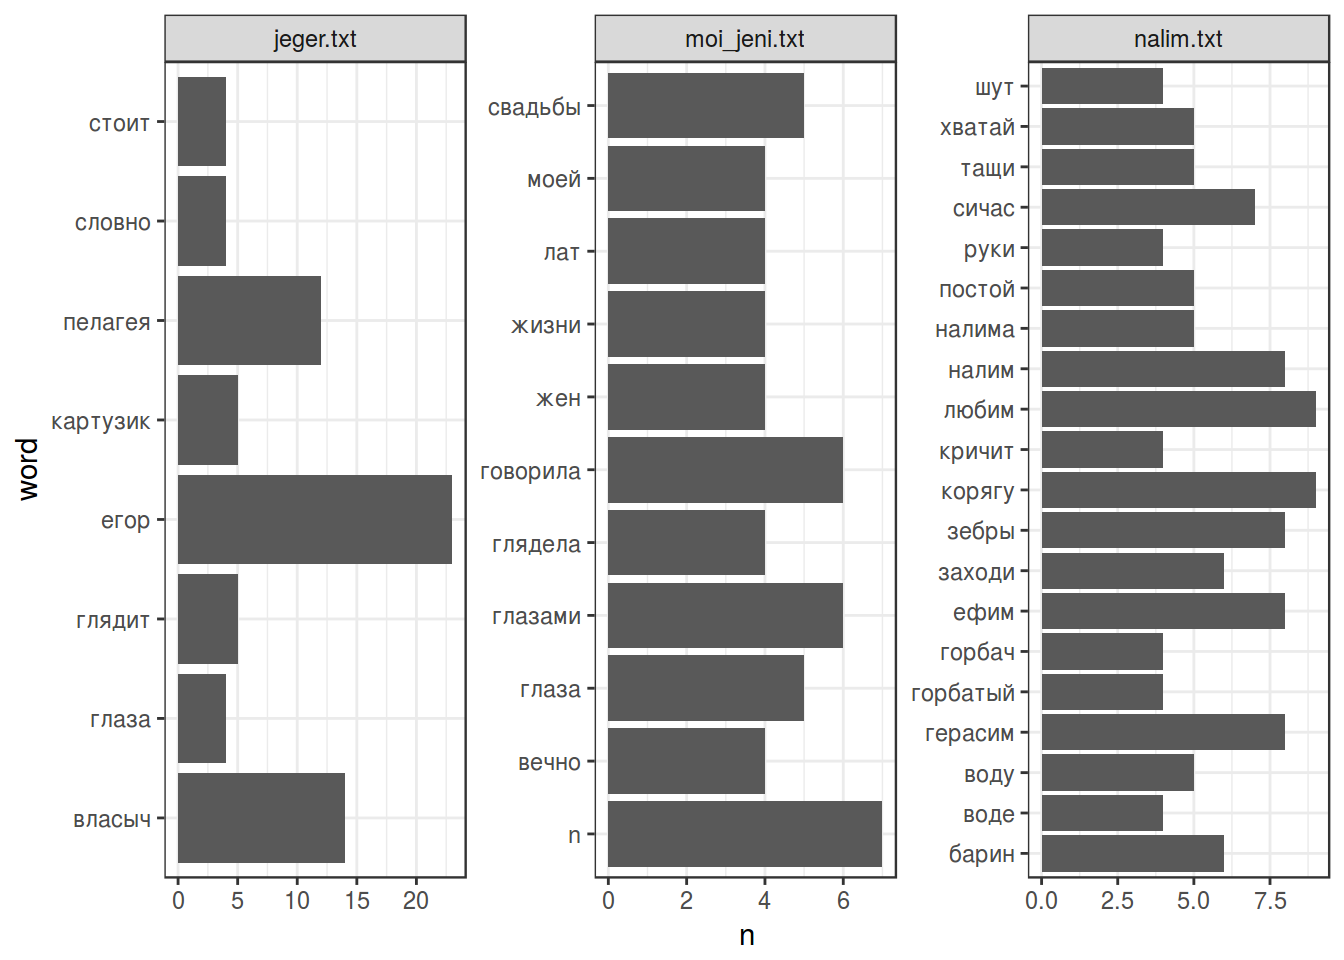 jeger.txt
moi_jeni.txt
nalim.txt
word
стоит
словно
пелагея
картузик
егор
глядит
глаза
власыч
0 5 10 15 20
свадьбы
моей
лат
жизни
жен
говорила
глядела
глазами
глаза
вечно
n
0 2 4 6
шут
хватай
тащи
сичас
руки
постой
налима
налим
любим
кричит
корягу
зебры
заходи
ефим
горбач
горбатый
герасим
воду
воде
барин
0.0 2.5 5.0 7.5
n